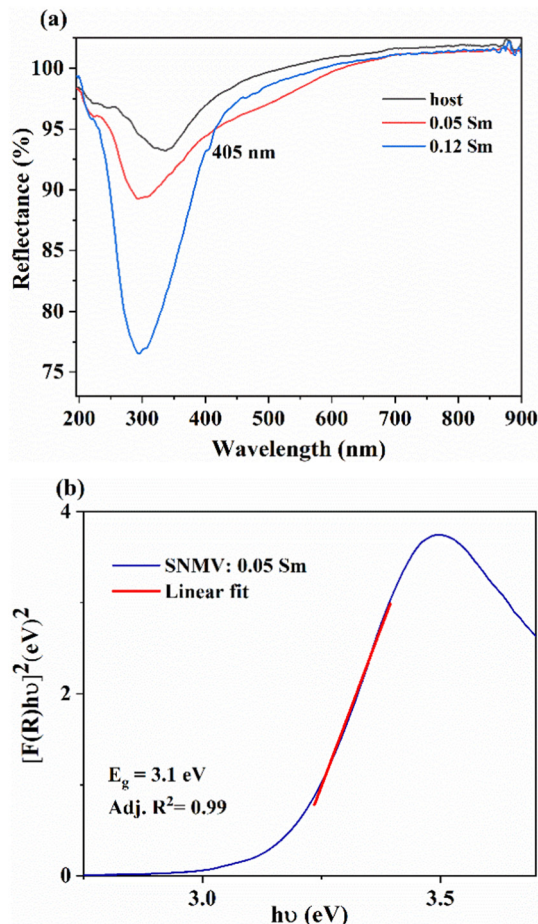 (a)
100
95
90
85
80
75
Reflectance (%)
host
0.05 Sm
0.12 Sm
405 nm
200 300 400 500 600 700 800 900
Wavelength (nm)
(b)
4
2
0
[F(R)hυ]²(eV)²
SNMV: 0.05 Sm
Linear fit
E_g = 3.1 eV
Adj. R²= 0.99
3.0 3.5
hυ (eV)